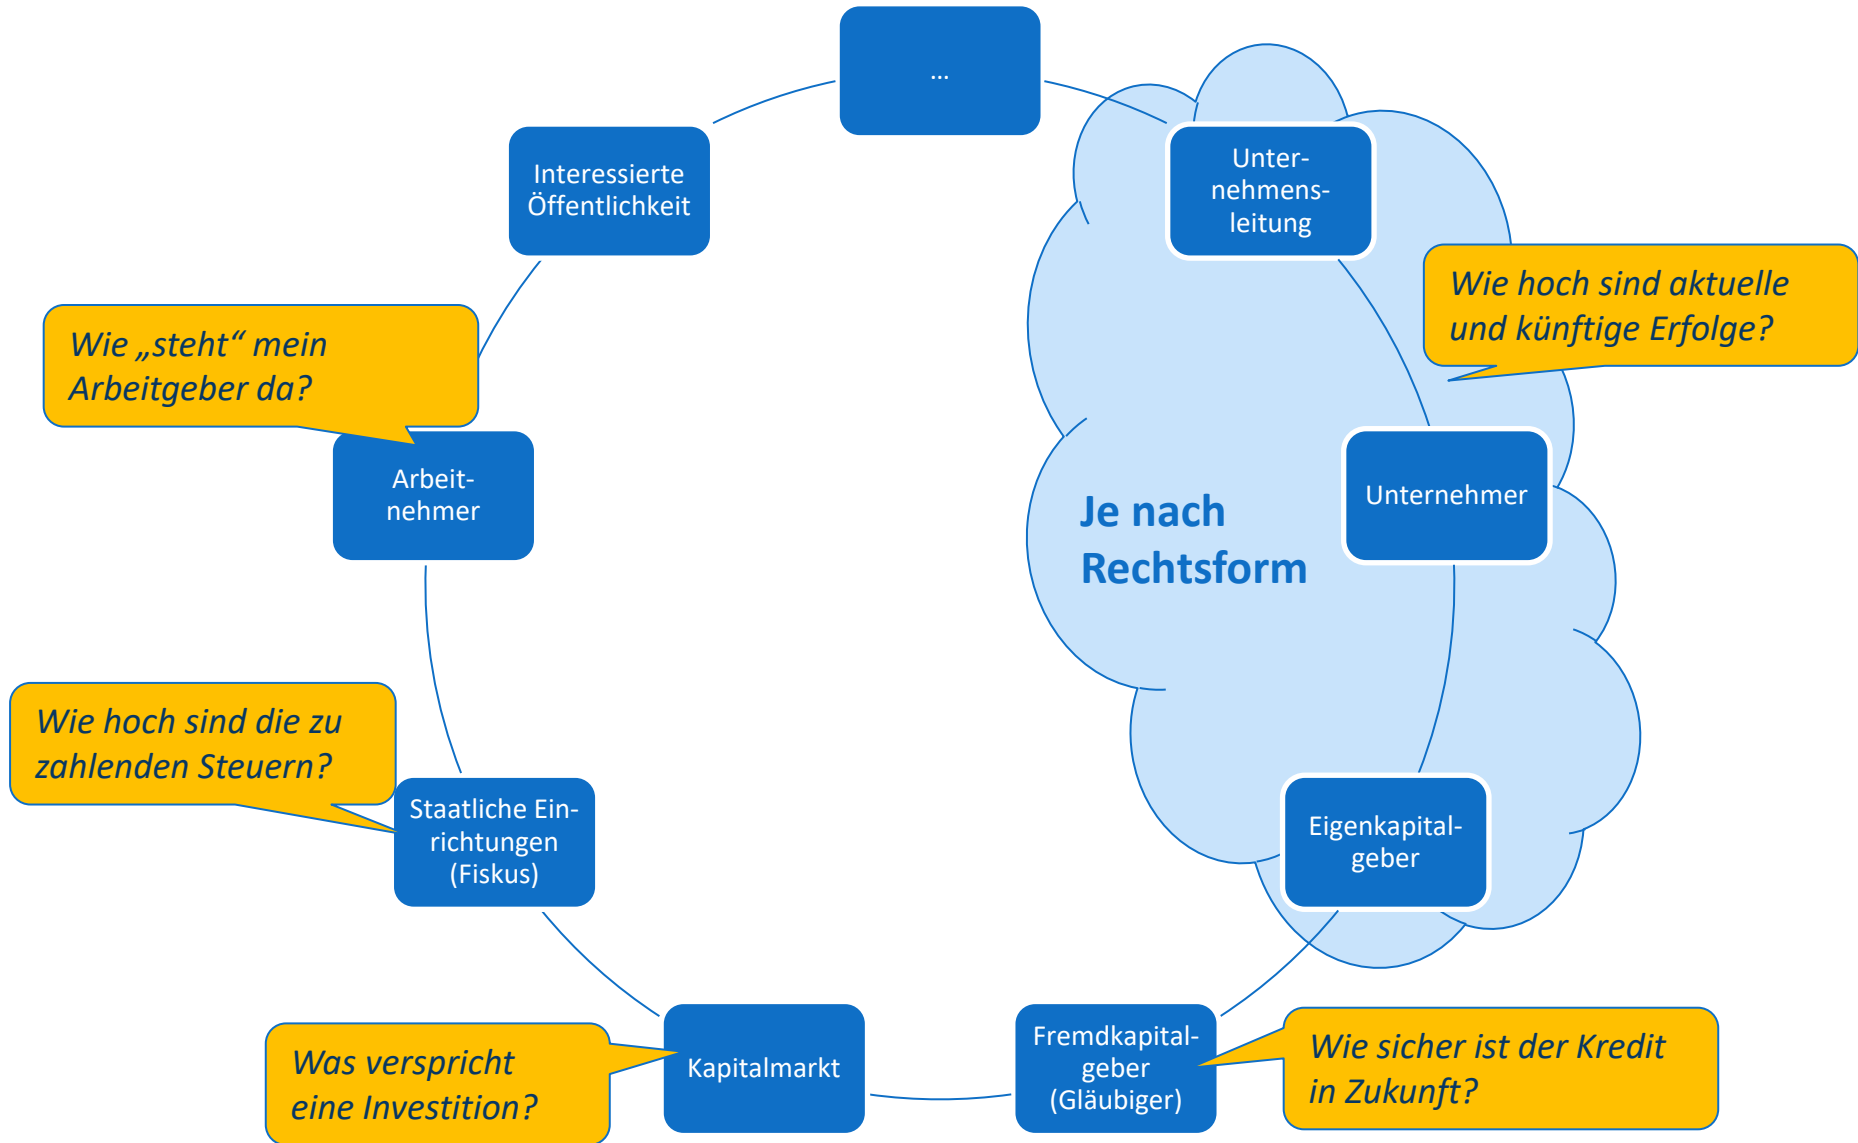 ...
Unter-
nehmens-
leitung
Interessierte
Öffentlichkeit
Wie hoch sind aktuelle
und künftige Erfolge?
Wie „steht“ mein
Arbeitgeber da?
Arbeit-
nehmer
Unternehmer
Je nach
Rechtsform
Wie hoch sind die zu
zahlenden Steuern?
Staatliche Ein-
richtungen
(Fiskus)
Eigenkapital-
geber
Was verspricht
eine Investition?
Kapitalmarkt
Fremdkapital-
geber
(Gläubiger)
Wie sicher ist der Kredit
in Zukunft?